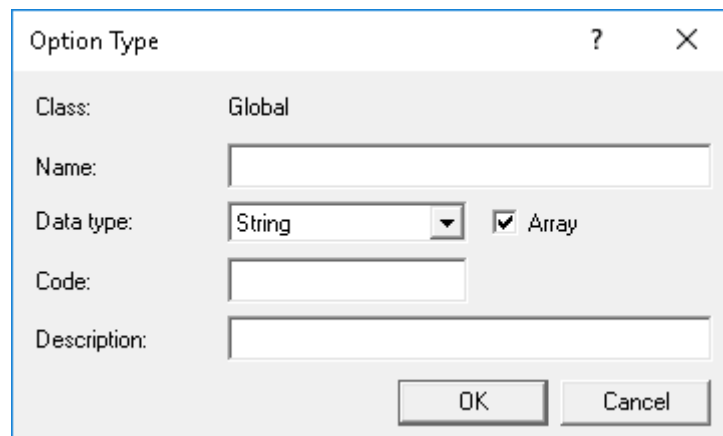 Option Type ?
Class: Global
Name:
Data type: String Array
Code:
Description:
OK Cancel